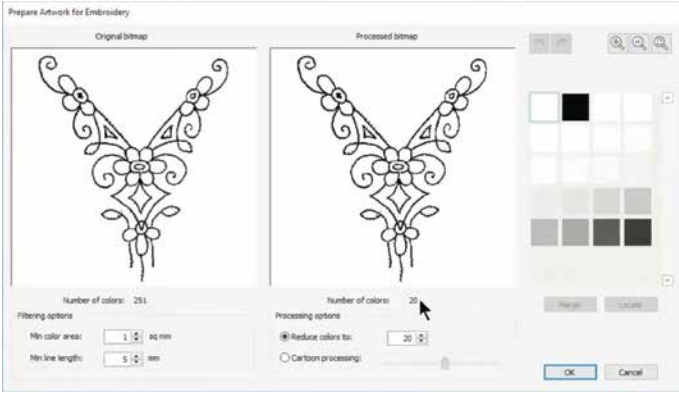 Prepare Artwork for Embroidery
Original bitmap
Processed bitmap
Number of colors: 251
Number of colors: 20
Filtering options
Processing options
Min color area: 1 sq mm
Min line length: 5 mm
Reduce colors to: 20
Cartoon processing:
Merge
Locate
OK
Cancel